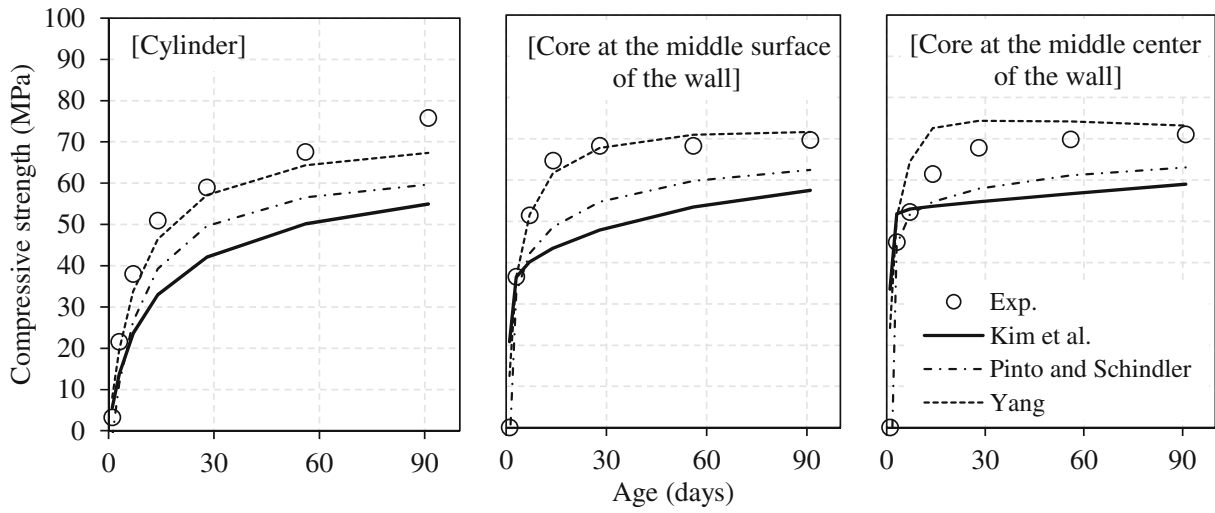 Compressive strength (MPa)
100
90
80
70
60
50
40
30
20
10
0
[Cylinder]
0 30 60 90
[Core at the middle surface
of the wall]
0 30 60 90
[Core at the middle center
of the wall]
Exp.
Kim et al.
Pinto and Schindler
Yang
0 30 60 90
Age (days)